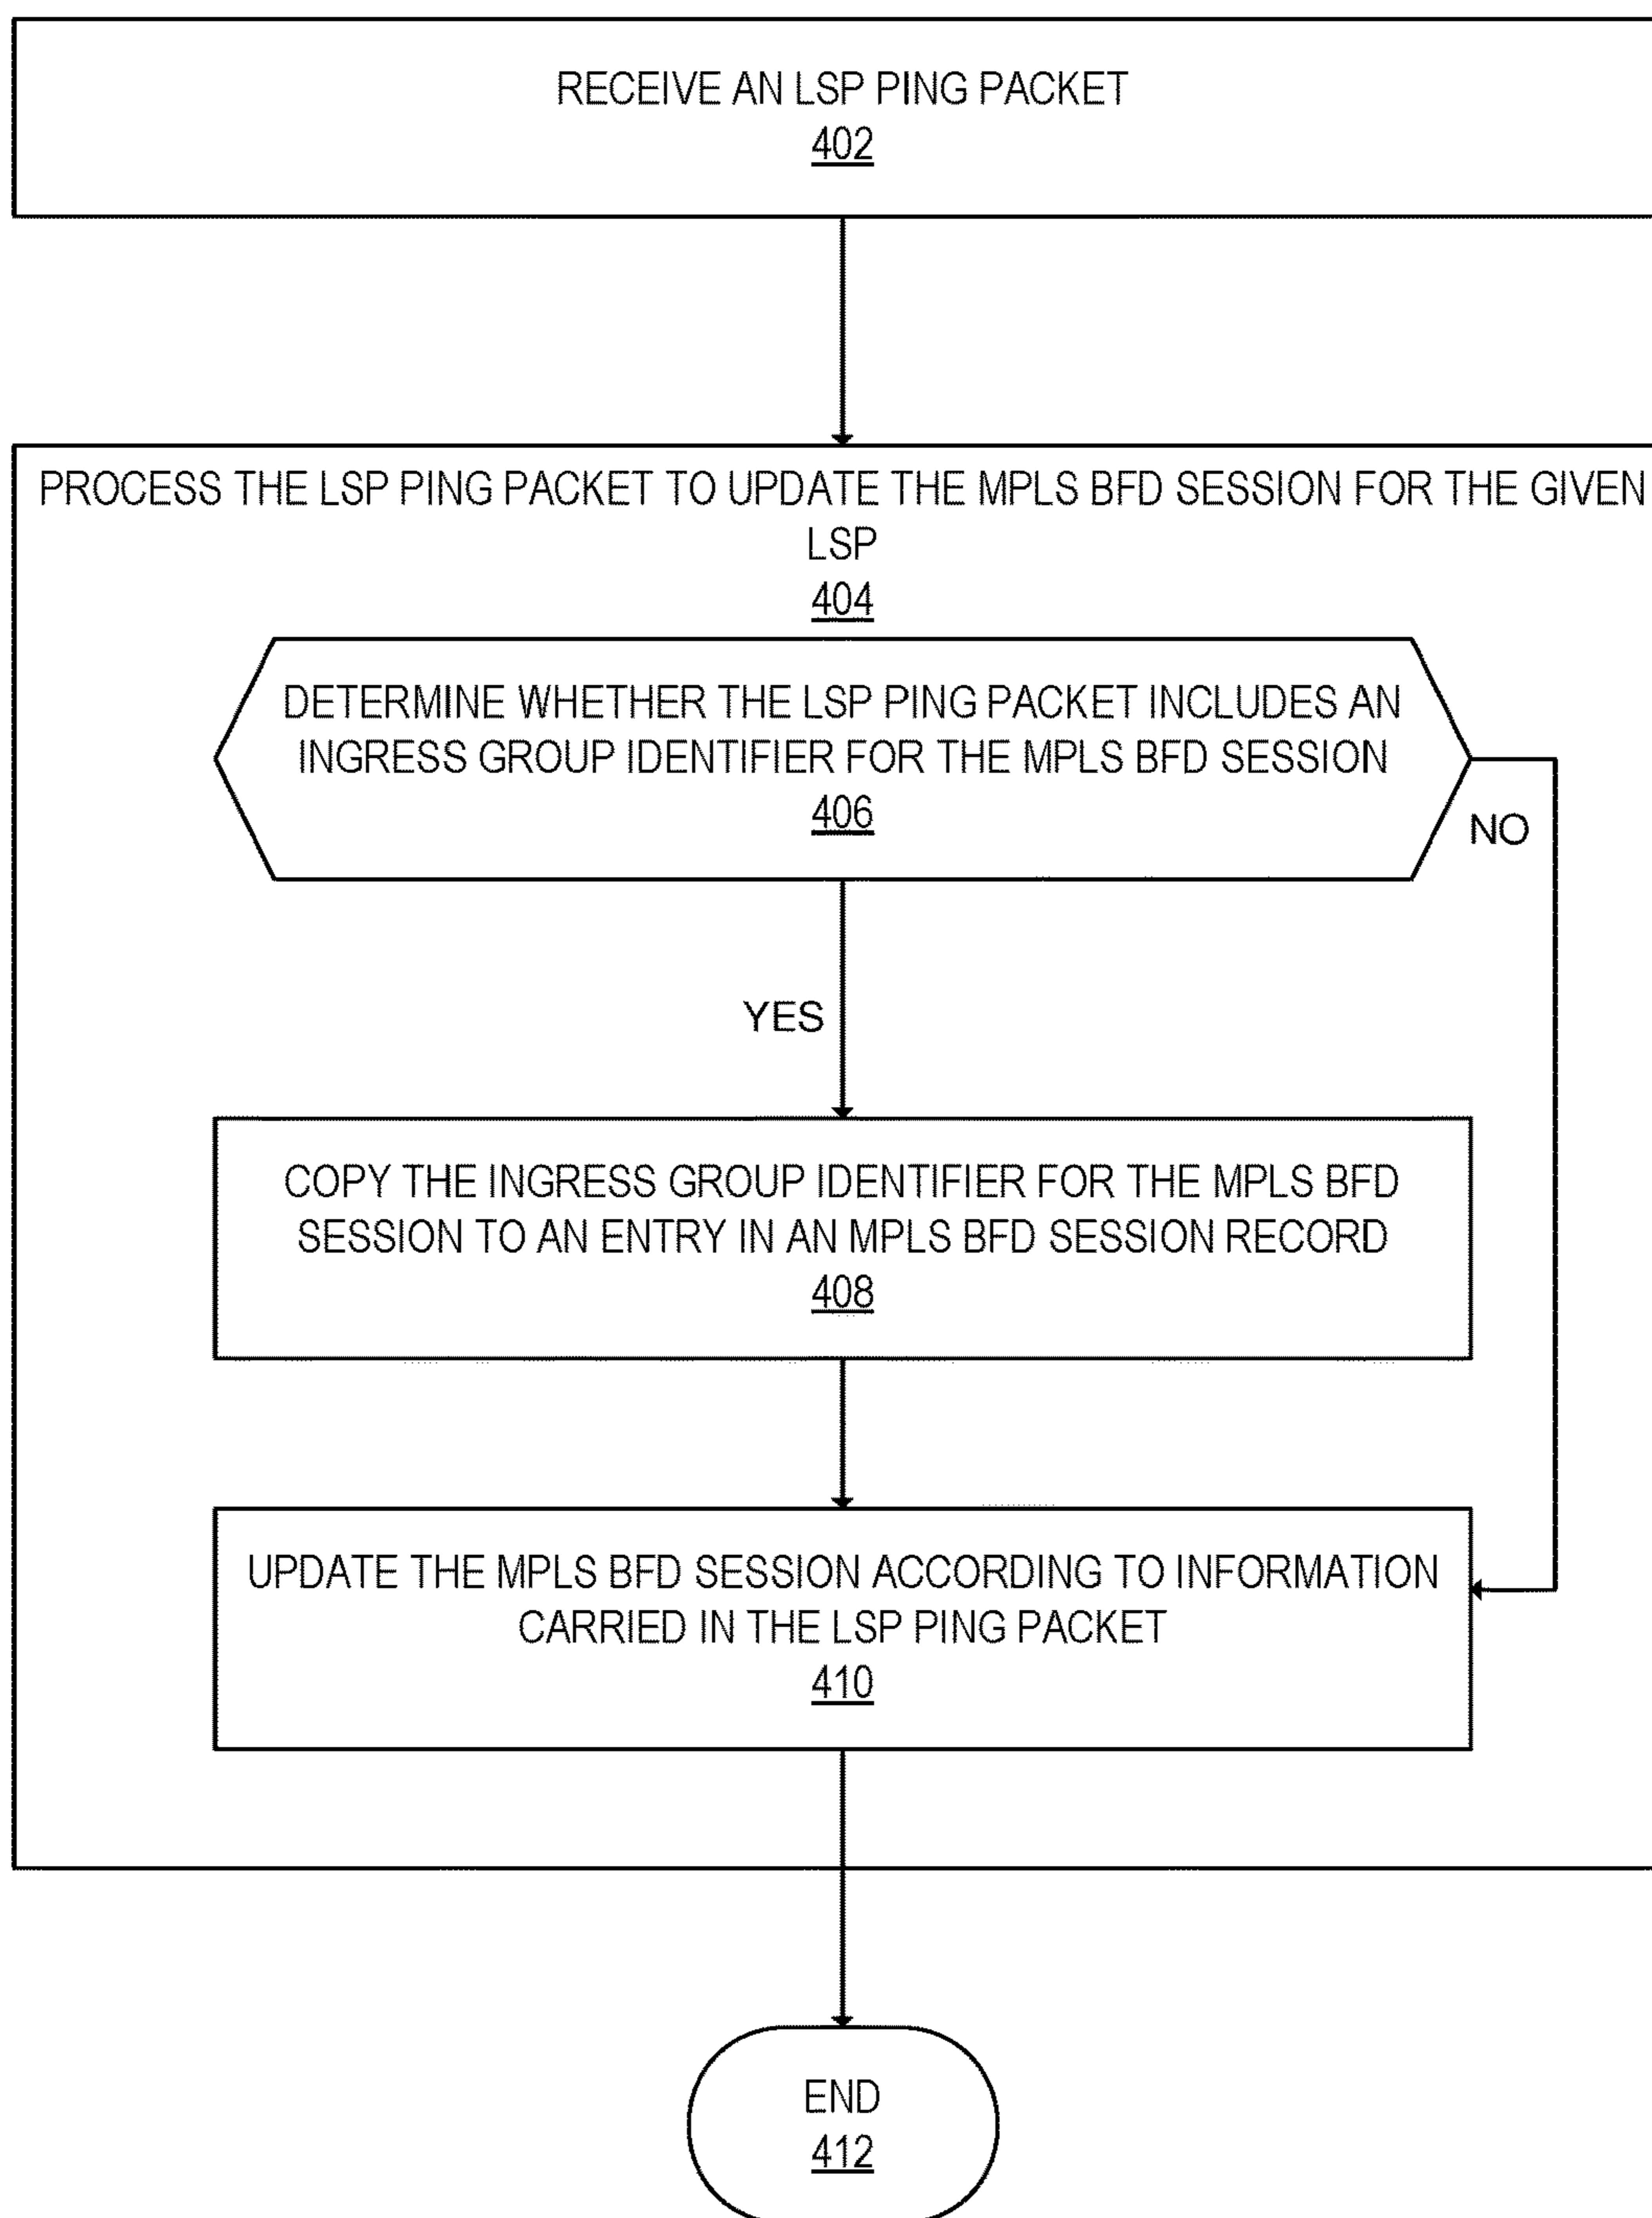 RECEIVE AN LSP PING PACKET
402
PROCESS THE LSP PING PACKET TO UPDATE THE MPLS BFD SESSION FOR THE GIVEN
LSP
404
DETERMINE WHETHER THE LSP PING PACKET INCLUDES AN
INGRESS GROUP IDENTIFIER FOR THE MPLS BFD SESSION
406
NO
YES
COPY THE INGRESS GROUP IDENTIFIER FOR THE MPLS BFD
SESSION TO AN ENTRY IN AN MPLS BFD SESSION RECORD
408
UPDATE THE MPLS BFD SESSION ACCORDING TO INFORMATION
CARRIED IN THE LSP PING PACKET
410
END
412